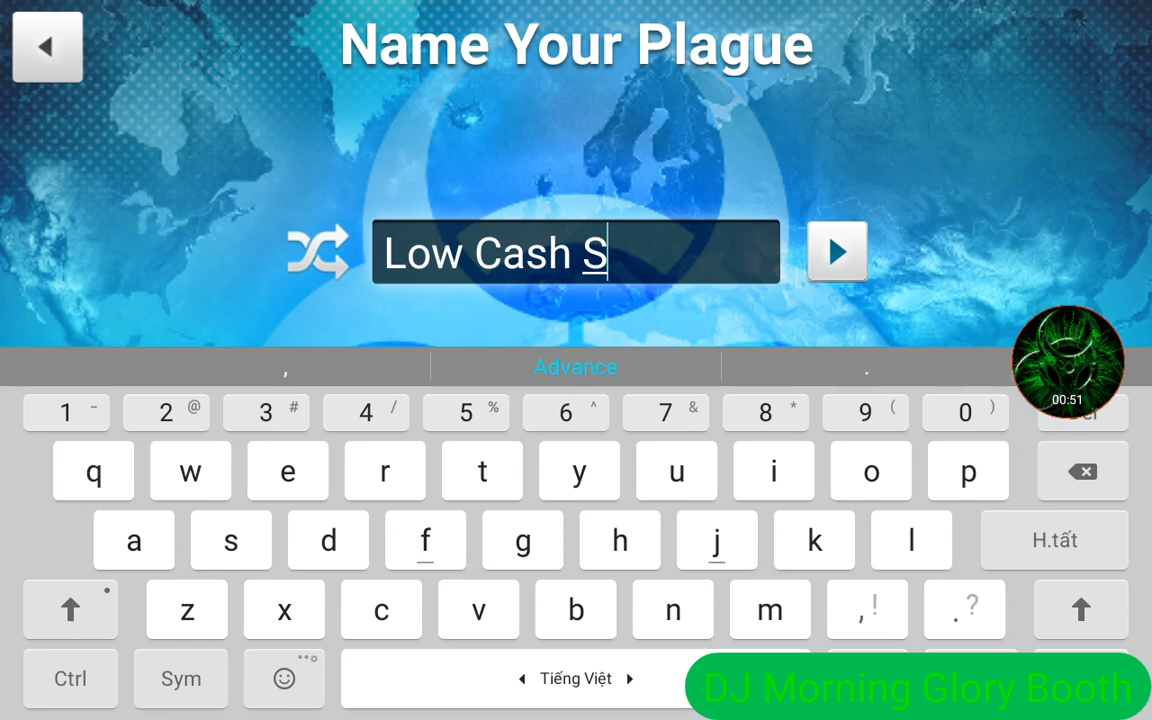 Name Your Plague
Low Cash S
, Advance .
00:51
1 - 2 @ 3 # 4 / 5 % 6 ^ 7 & 8 * 9 ( 0 )
q w e r t y u i o p
a s d f g h j k l H.tất
z x c v b n m , ! . ?
Ctrl Sym Tiếng Việt
DJ Morning Glory Booth